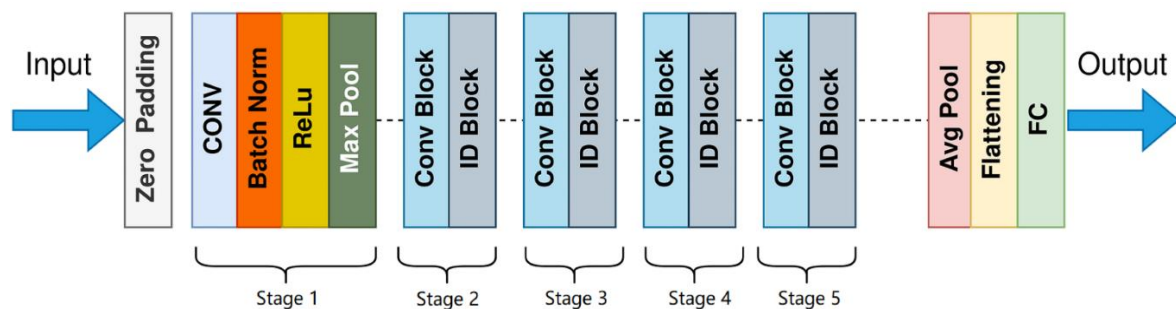 Input
Zero Padding
CONV
Batch Norm
ReLu
Max Pool
Conv Block
ID Block
Conv Block
ID Block
Conv Block
ID Block
Conv Block
ID Block
Avg Pool
Flattening
FC
Output
Stage 1
Stage 2
Stage 3
Stage 4
Stage 5